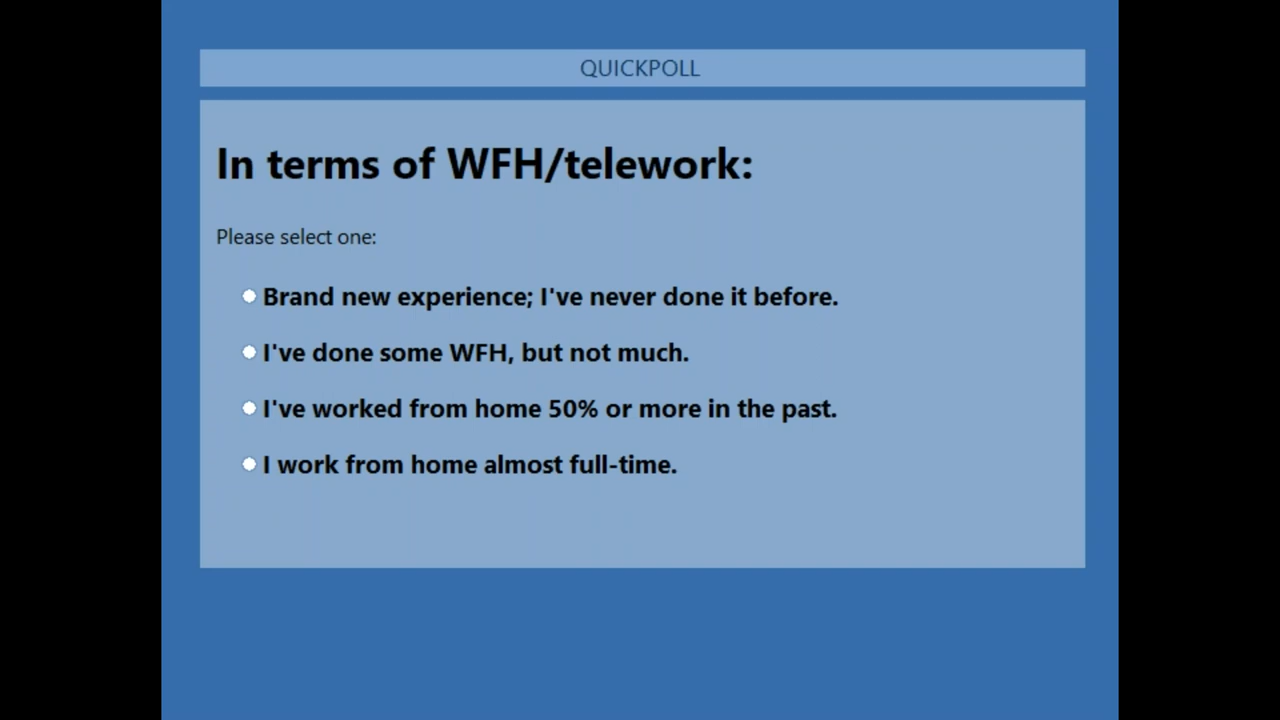 QUICKPOLL
In terms of WFH/telework:
Please select one:
Brand new experience; I've never done it before.
I've done some WFH, but not much.
I've worked from home 50% or more in the past.
I work from home almost full-time.